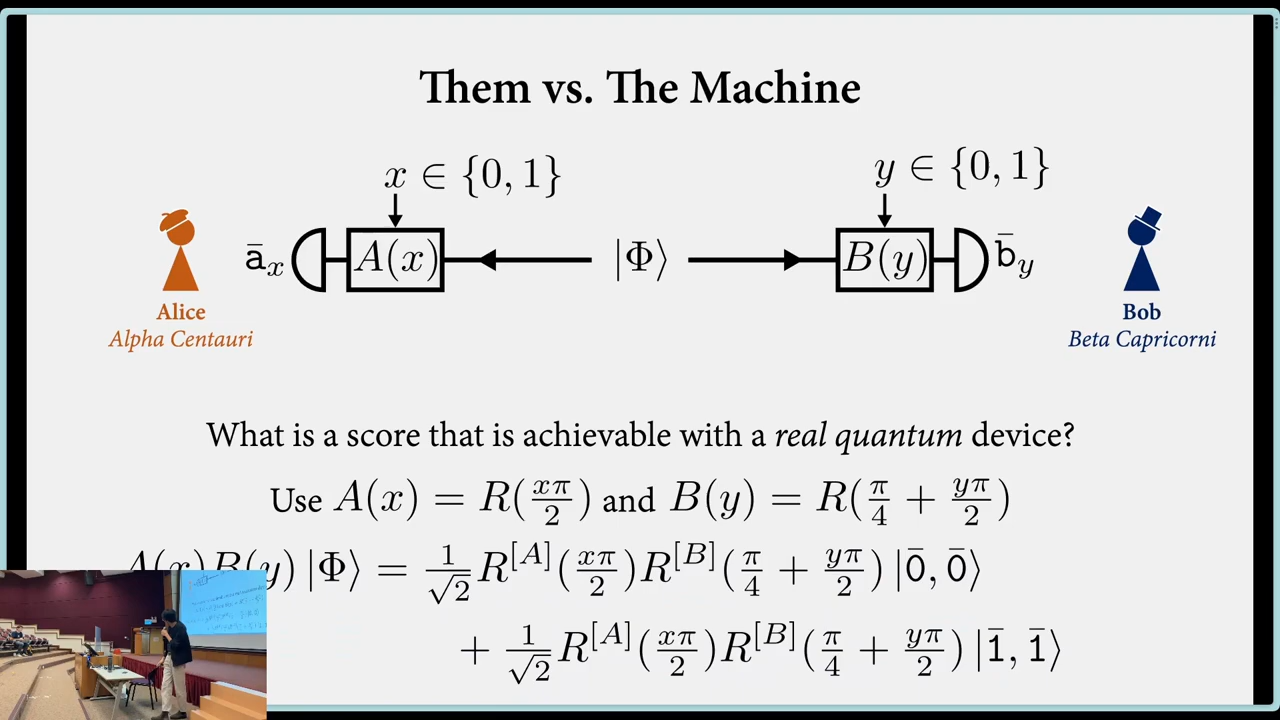 Them vs. The Machine
x ∈ {0, 1}
y ∈ {0, 1}
āₓ
A(x)
|Φ⟩
B(y)
b̄_y
Alice
Alpha Centauri
Bob
Beta Capricorni
What is a score that is achievable with a real quantum device?
Use A(x) = R(xπ/2) and B(y) = R(π/4 + yπ/2)
A(x)B(y) |Φ⟩ = 1/√2 R^[A](xπ/2)R^[B](π/4 + yπ/2) |0̄, 0̄⟩
+ 1/√2 R^[A](xπ/2)R^[B](π/4 + yπ/2) |1̄, 1̄⟩